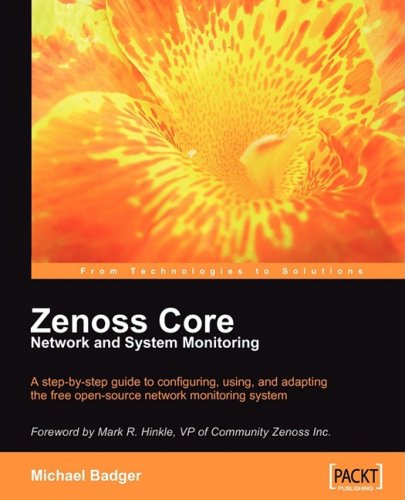 From Technologies to Solutions
Zenoss Core
Network and System Monitoring
A step-by-step guide to configuring, using, and adapting
the free open-source network monitoring system
Foreword by Mark R. Hinkle, VP of Community Zenoss Inc.
Michael Badger
PACKT
PUBLISHING